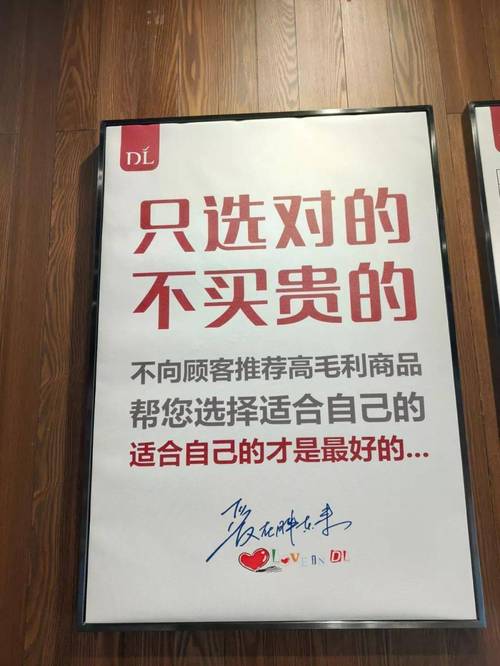 DL
只选对的
不买贵的
不向顾客推荐高毛利商品
帮您选择适合自己的
适合自己的才是最好的...
爱在胖东来
LOVE IN DL